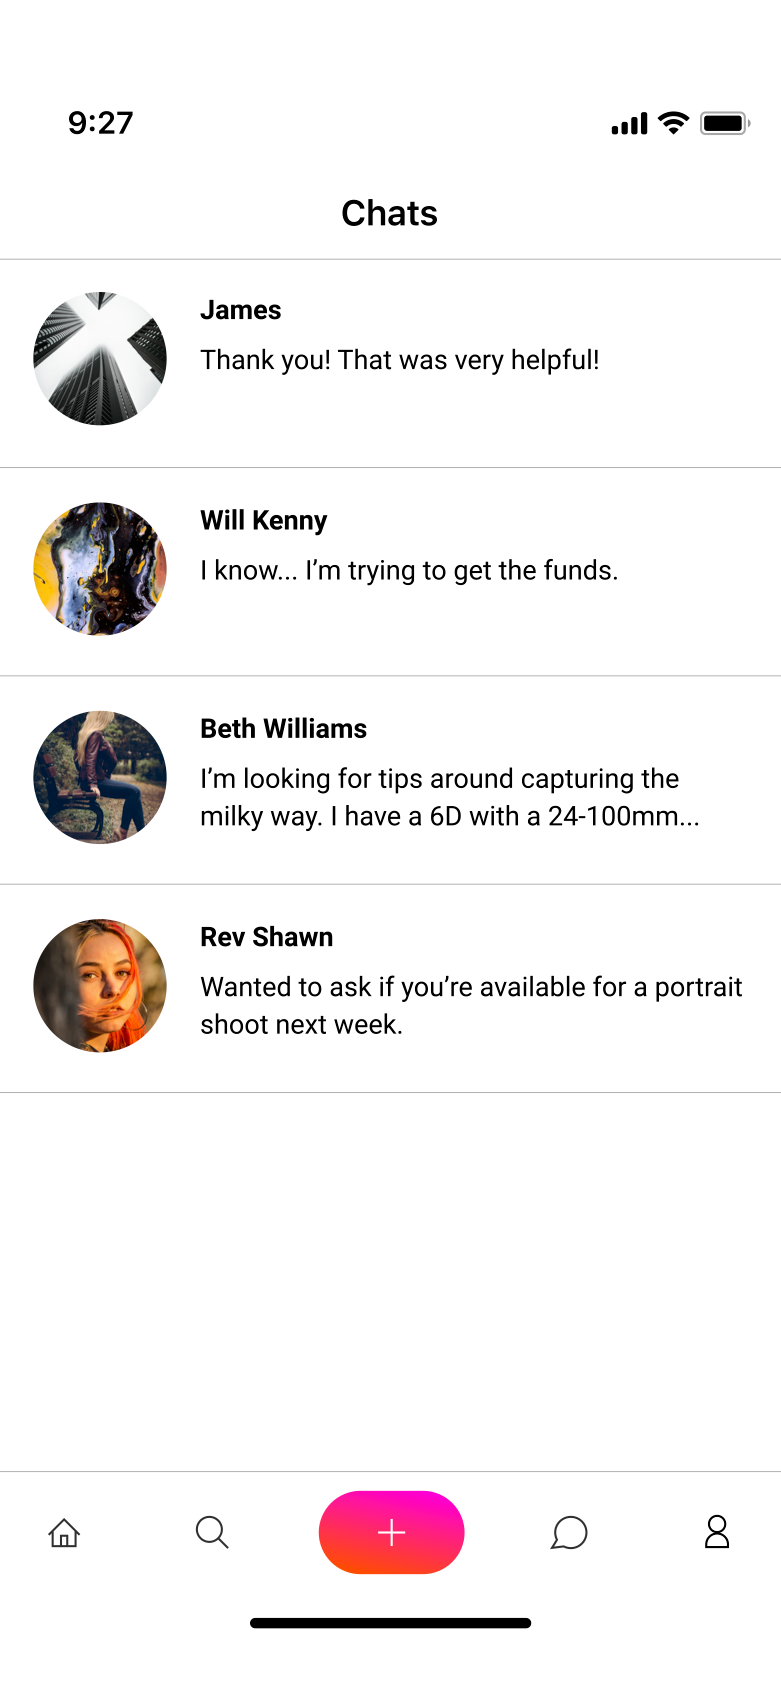 9:27
Chats
James
Thank you! That was very helpful!
Will Kenny
I know... I’m trying to get the funds.
Beth Williams
I’m looking for tips around capturing the
milky way. I have a 6D with a 24-100mm...
Rev Shawn
Wanted to ask if you’re available for a portrait
shoot next week.